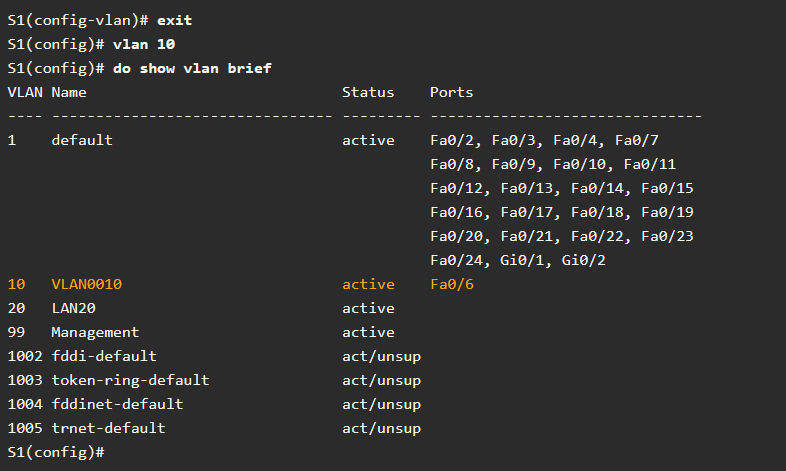 S1(config-vlan)# exit
S1(config)# vlan 10
S1(config)# do show vlan brief
VLAN Name                             Status    Ports
---- -------------------------------- --------- -------------------------------
1    default                          active    Fa0/2, Fa0/3, Fa0/4, Fa0/7
                                                Fa0/8, Fa0/9, Fa0/10, Fa0/11
                                                Fa0/12, Fa0/13, Fa0/14, Fa0/15
                                                Fa0/16, Fa0/17, Fa0/18, Fa0/19
                                                Fa0/20, Fa0/21, Fa0/22, Fa0/23
                                                Fa0/24, Gi0/1, Gi0/2
10   VLAN0010                         active    Fa0/6
20   LAN20                            active
99   Management                       active
1002 fddi-default                     act/unsup
1003 token-ring-default               act/unsup
1004 fddinet-default                  act/unsup
1005 trnet-default                    act/unsup
S1(config)#